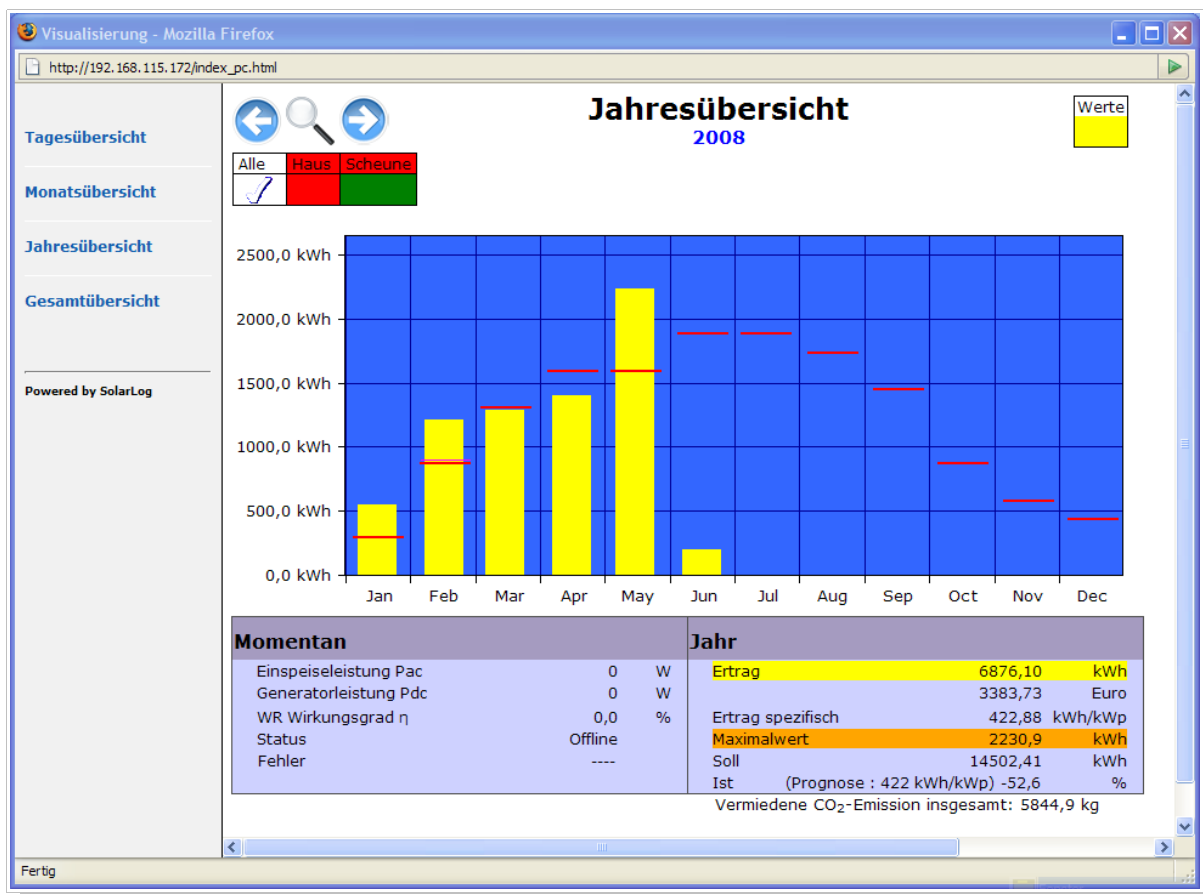 Visualisierung - Mozilla Firefox
http://192.168.115.172/index_pc.html
Tagesübersicht
Monatsübersicht
Jahresübersicht
Gesamtübersicht
Powered by SolarLog
Jahresübersicht
2008
Werte
Alle Haus Scheune
2500,0 kWh
2000,0 kWh
1500,0 kWh
1000,0 kWh
500,0 kWh
0,0 kWh
Jan Feb Mar Apr May Jun Jul Aug Sep Oct Nov Dec
Momentan
Einspeiseleistung Pac 0 W
Generatorleistung Pdc 0 W
WR Wirkungsgrad η 0,0 %
Status Offline
Fehler ----
Jahr
Ertrag 6876,10 kWh
3383,73 Euro
Ertrag spezifisch 422,88 kWh/kWp
Maximalwert 2230,9 kWh
Soll 14502,41 kWh
Ist (Prognose : 422 kWh/kWp) -52,6 %
Vermiedene CO₂-Emission insgesamt: 5844,9 kg
Fertig